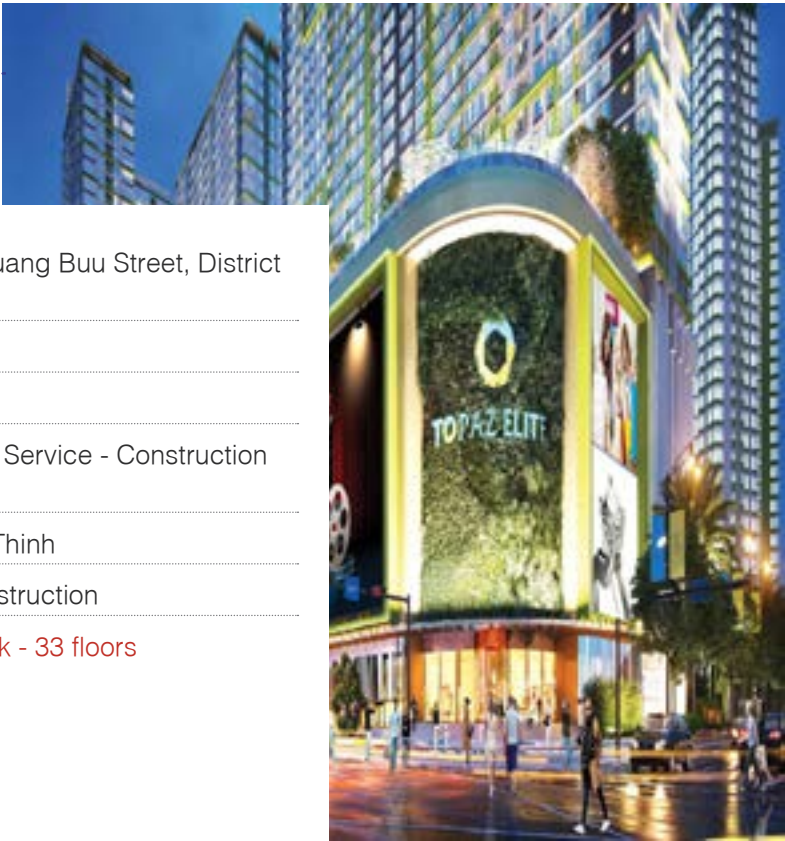 uang Buu Street, District
Service - Construction
Thinh
struction
k - 33 floors
TOPAZ ELITE